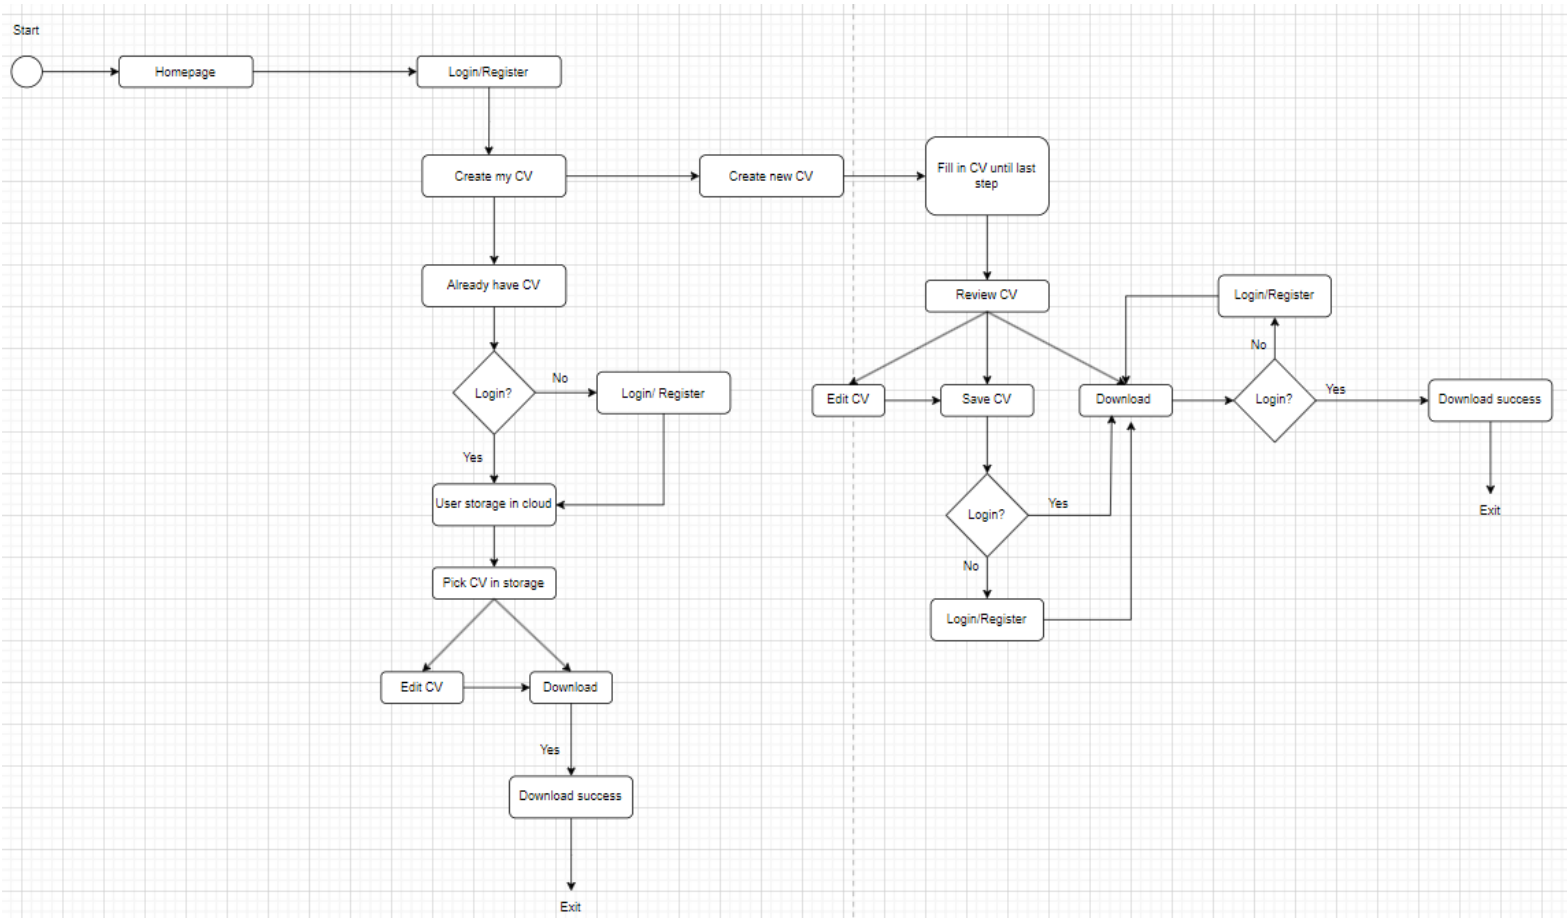 Start
Homepage
Login/Register
Create my CV
Create new CV
Fill in CV until last
step
Already have CV
Review CV
Login/Register
No
Login?
No
Login/ Register
Edit CV
Save CV
Download
Login?
Yes
Download success
Yes
User storage in cloud
Login?
Yes
Exit
No
Pick CV in storage
Login/Register
Edit CV
Download
Yes
Download success
Exit